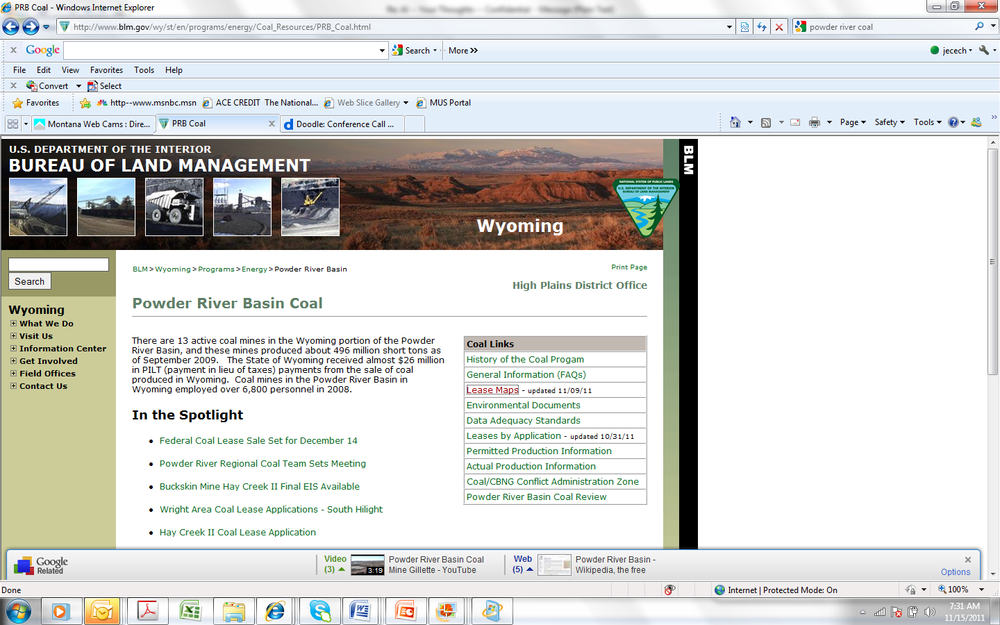 PRB Coal - Windows Internet Explorer
http://www.blm.gov/wy/st/en/programs/energy/Coal_Resources/PRB_Coal.html
powder river coal
Google
Search
More »
jecech
File Edit View Favorites Tools Help
Convert Select
Favorites
http--www.msnbc.msn
ACE CREDIT The National...
Web Slice Gallery
MUS Portal
Montana Web Cams : Dire...
PRB Coal
Doodle: Conference Call ...
Page Safety Tools
U.S. DEPARTMENT OF THE INTERIOR
BUREAU OF LAND MANAGEMENT
BLM
NATIONAL SYSTEM OF PUBLIC LANDS
U.S. DEPARTMENT OF THE INTERIOR
BUREAU OF LAND MANAGEMENT
Wyoming
Search
Wyoming
What We Do
Visit Us
Information Center
Get Involved
Field Offices
Contact Us
BLM > Wyoming > Programs > Energy > Powder River Basin
Print Page
High Plains District Office
Powder River Basin Coal
There are 13 active coal mines in the Wyoming portion of the Powder
River Basin, and these mines produced about 496 million short tons as
of September 2009. The State of Wyoming received almost $26 million
in PILT (payment in lieu of taxes) payments from the sale of coal
produced in Wyoming. Coal mines in the Powder River Basin in
Wyoming employed over 6,800 personnel in 2008.
In the Spotlight
Federal Coal Lease Sale Set for December 14
Powder River Regional Coal Team Sets Meeting
Buckskin Mine Hay Creek II Final EIS Available
Wright Area Coal Lease Applications - South Hilight
Hay Creek II Coal Lease Application
Coal Links
History of the Coal Progam
General Information (FAQs)
Lease Maps - updated 11/09/11
Environmental Documents
Data Adequacy Standards
Leases by Application - updated 10/31/11
Permitted Production Information
Actual Production Information
Coal/CBNG Conflict Administration Zone
Powder River Basin Coal Review
Google
Related
Video
(3)
3:19
Powder River Basin Coal
Mine Gillette - YouTube
Web
(5)
Powder River Basin -
Wikipedia, the free
Options
Done
Internet | Protected Mode: On
100%
7:31 AM
11/15/2011